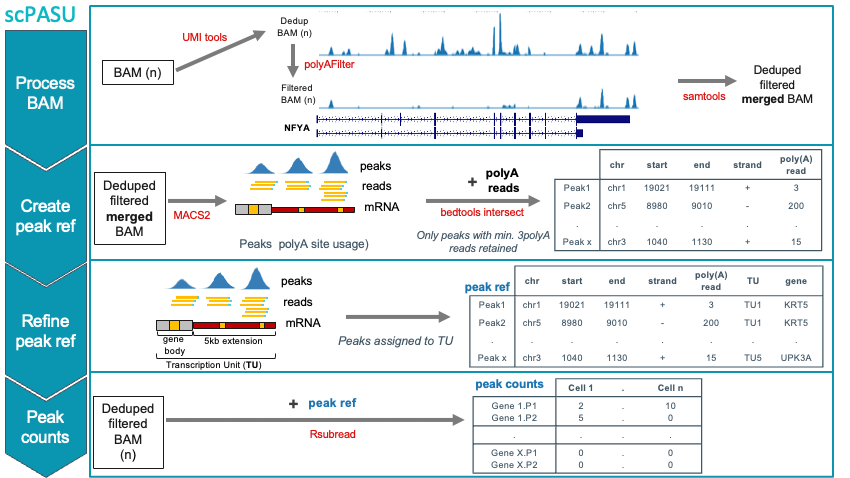 scPASU
Process
BAM
BAM (n)
UMI tools
Dedup
BAM (n)
polyAFilter
Filtered
BAM (n)
NFYA
samtools
Deduped
filtered
merged BAM
Create
peak ref
Deduped
filtered
merged
BAM
MACS2
peaks
reads
mRNA
Peaks polyA site usage)
+ polyA
reads
bedtools intersect
Only peaks with min. 3polyA
reads retained
chr start end strand poly(A) read
Peak1 chr1 19021 19111 + 3
Peak2 chr5 8980 9010 - 200
. . . . . .
Peak x chr3 1040 1130 + 15
Refine
peak ref
peaks
reads
mRNA
gene
body
5kb extension
Transcription Unit (TU)
Peaks assigned to TU
peak ref
chr start end strand poly(A) read TU gene
Peak1 chr1 19021 19111 + 3 TU1 KRT5
Peak2 chr5 8980 9010 - 200 TU1 KRT5
. . . . . . . .
Peak x chr3 1040 1130 + 15 TU5 UPK3A
Peak
counts
Deduped
filtered
BAM
(n)
+ peak ref
Rsubread
peak counts
Cell 1 . Cell n
Gene 1.P1 2 . 10
Gene 1.P2 5 . 0
. . . .
Gene X.P1 0 . 0
Gene X.P2 0 . 0